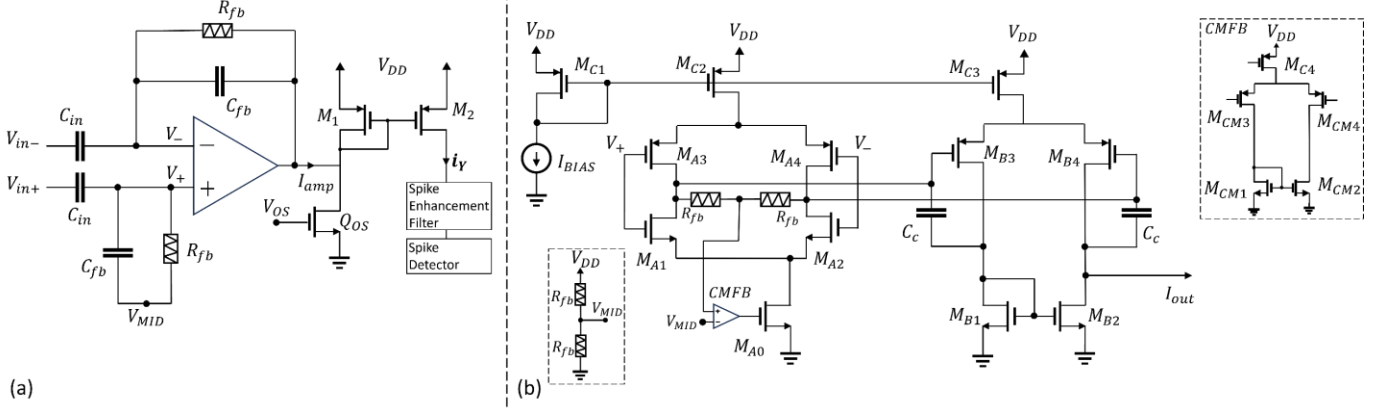 R_fb
C_fb
V_DD
C_in
V_in−
V_−
M_1
M_2
V_in+
V_+
I_amp
i_Y
C_in
V_OS
Q_OS
Spike
Enhancement
Filter
Spike
Detector
C_fb
R_fb
V_MID
(a)
V_DD
V_DD
V_DD
M_C1
M_C2
M_C3
I_BIAS
V_+
V_−
M_A3
M_A4
M_B3
M_B4
R_fb
R_fb
C_c
C_c
M_A1
M_A2
V_DD
R_fb
V_MID
R_fb
CMFB
V_MID
+
−
M_A0
M_B1
M_B2
I_out
(b)
CMFB
V_DD
M_C4
M_CM3
M_CM4
M_CM1
M_CM2